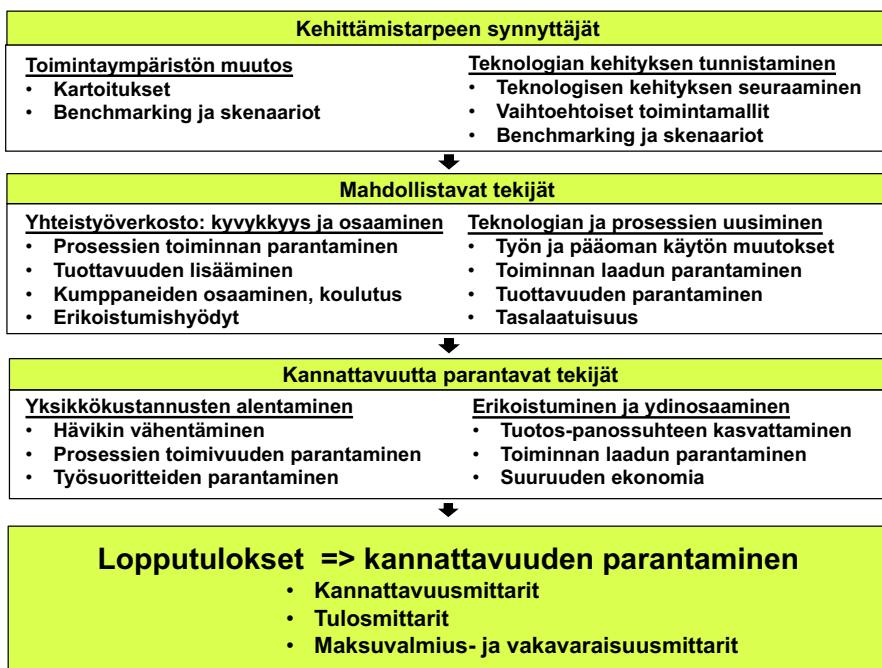 Kehittämistarpeen synnyttäjät
Toimintaympäristön muutos
• Kartoitukset
• Benchmarking ja skenaariot
Teknologian kehityksen tunnistaminen
• Teknologisen kehityksen seuraaminen
• Vaihtoehtoiset toimintamallit
• Benchmarking ja skenaariot
Mahdollistavat tekijät
Yhteistyöverkosto: kyvykkyys ja osaaminen
• Prosessien toiminnan parantaminen
• Tuottavuuden lisääminen
• Kumppaneiden osaaminen, koulutus
• Erikoistumishyödyt
Teknologian ja prosessien uusiminen
• Työn ja pääoman käytön muutokset
• Toiminnan laadun parantaminen
• Tuottavuuden parantaminen
• Tasalaatuisuus
Kannattavuutta parantavat tekijät
Yksikkökustannusten alentaminen
• Hävikin vähentäminen
• Prosessien toimivuuden parantaminen
• Työsuoritteiden parantaminen
Erikoistuminen ja ydinosaaminen
• Tuotos-panossuhteen kasvattaminen
• Toiminnan laadun parantaminen
• Suuruuden ekonomia
Lopputulokset => kannattavuuden parantaminen
• Kannattavuusmittarit
• Tulosmittarit
• Maksuvalmius- ja vakavaraisuusmittarit